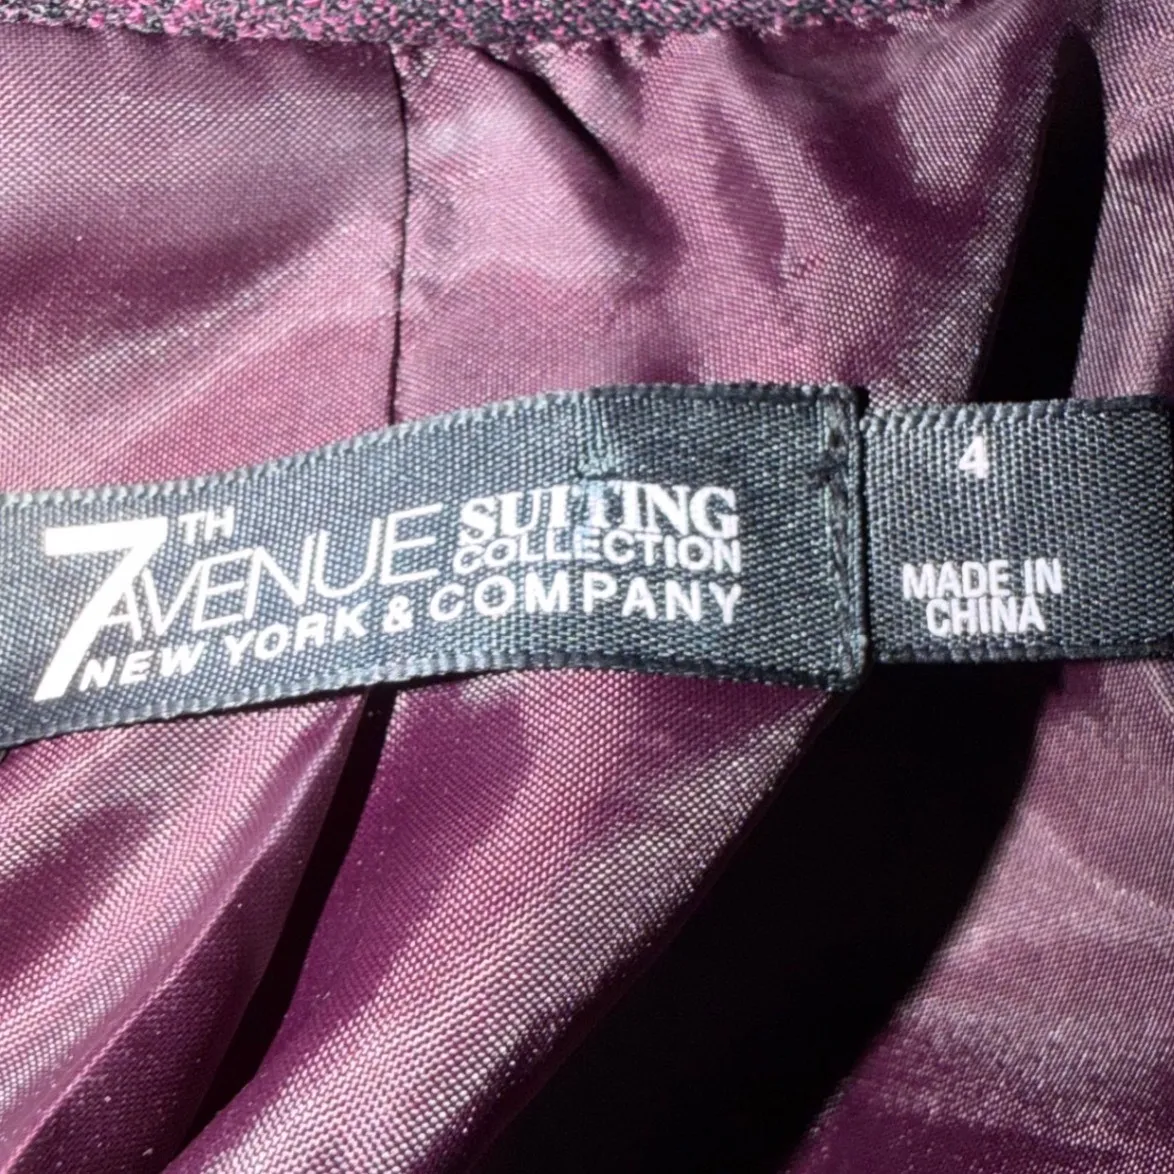 7TH AVENUE SUITING COLLECTION
NEW YORK & COMPANY
4
MADE IN
CHINA